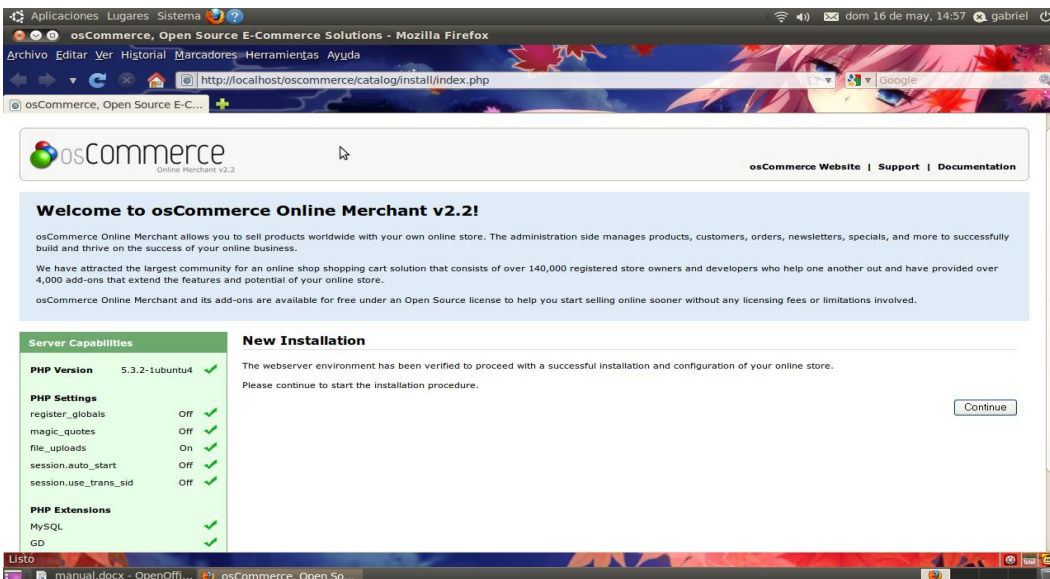 Aplicaciones Lugares Sistema
dom 16 de may, 14:57 gabriel
osCommerce, Open Source E-Commerce Solutions - Mozilla Firefox
Archivo Editar Ver Historial Marcadores Herramientas Ayuda
http://localhost/oscommerce/catalog/install/index.php
Google
osCommerce, Open Source E-C...
osCommerce
Online Merchant v2.2
osCommerce Website | Support | Documentation
Welcome to osCommerce Online Merchant v2.2!
osCommerce Online Merchant allows you to sell products worldwide with your own online store. The administration side manages products, customers, orders, newsletters, specials, and more to successfully
build and thrive on the success of your online business.
We have attracted the largest community for an online shop shopping cart solution that consists of over 140,000 registered store owners and developers who help one another out and have provided over
4,000 add-ons that extend the features and potential of your online store.
osCommerce Online Merchant and its add-ons are available for free under an Open Source license to help you start selling online sooner without any licensing fees or limitations involved.
Server Capabilities
PHP Version 5.3.2-1ubuntu4
PHP Settings
register_globals Off
magic_quotes Off
file_uploads On
session.auto_start Off
session.use_trans_sid Off
PHP Extensions
MySQL
GD
New Installation
The webserver environment has been verified to proceed with a successful installation and configuration of your online store.
Please continue to start the installation procedure.
Continue
Listo
manual.docx - OpenOffi...
osCommerce, Open So...